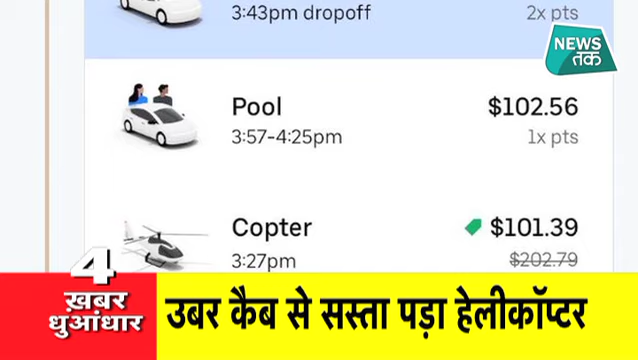 3:43pm dropoff
2x pts
NEWS
तक
Pool
$102.56
3:57-4:25pm
1x pts
Copter
$101.39
3:27pm
$202.79
4
ख़बर
धुआंधार
उबर कैब से सस्ता पड़ा हेलीकॉप्टर